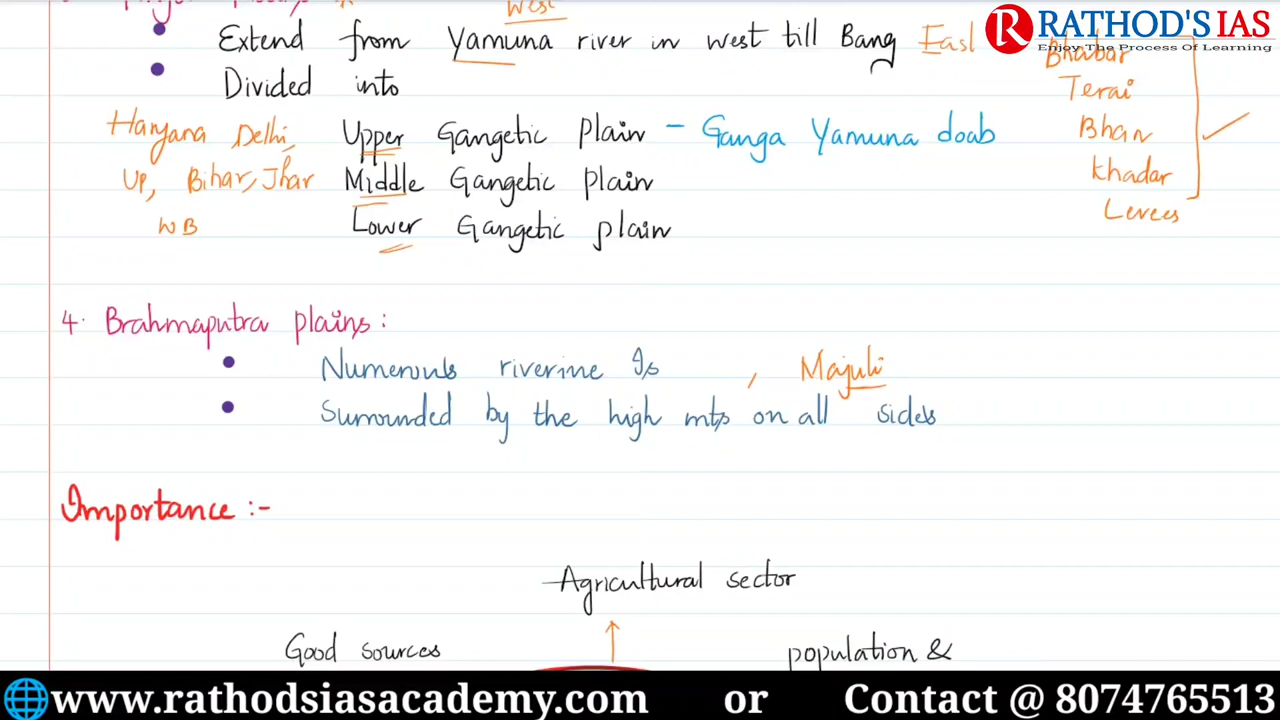 West
RATHOD'S IAS
Enjoy The Process Of Learning
Extend from Yamuna river in west till Bang East
Divided into
Bhabar
Terai
Bhan
Khadar
Levees
Haryana Delhi, Upper Gangetic plain - Ganga Yamuna doab
UP, Bihar, Jhar Middle Gangetic plain
WB Lower Gangetic plain
4. Brahmaputra plains:
Numerous riverine Is , Majuli
Surrounded by the high mts on all sides
Importance :-
Agricultural sector
Good sources population &
www.rathodsiasacademy.com or Contact @ 8074765513